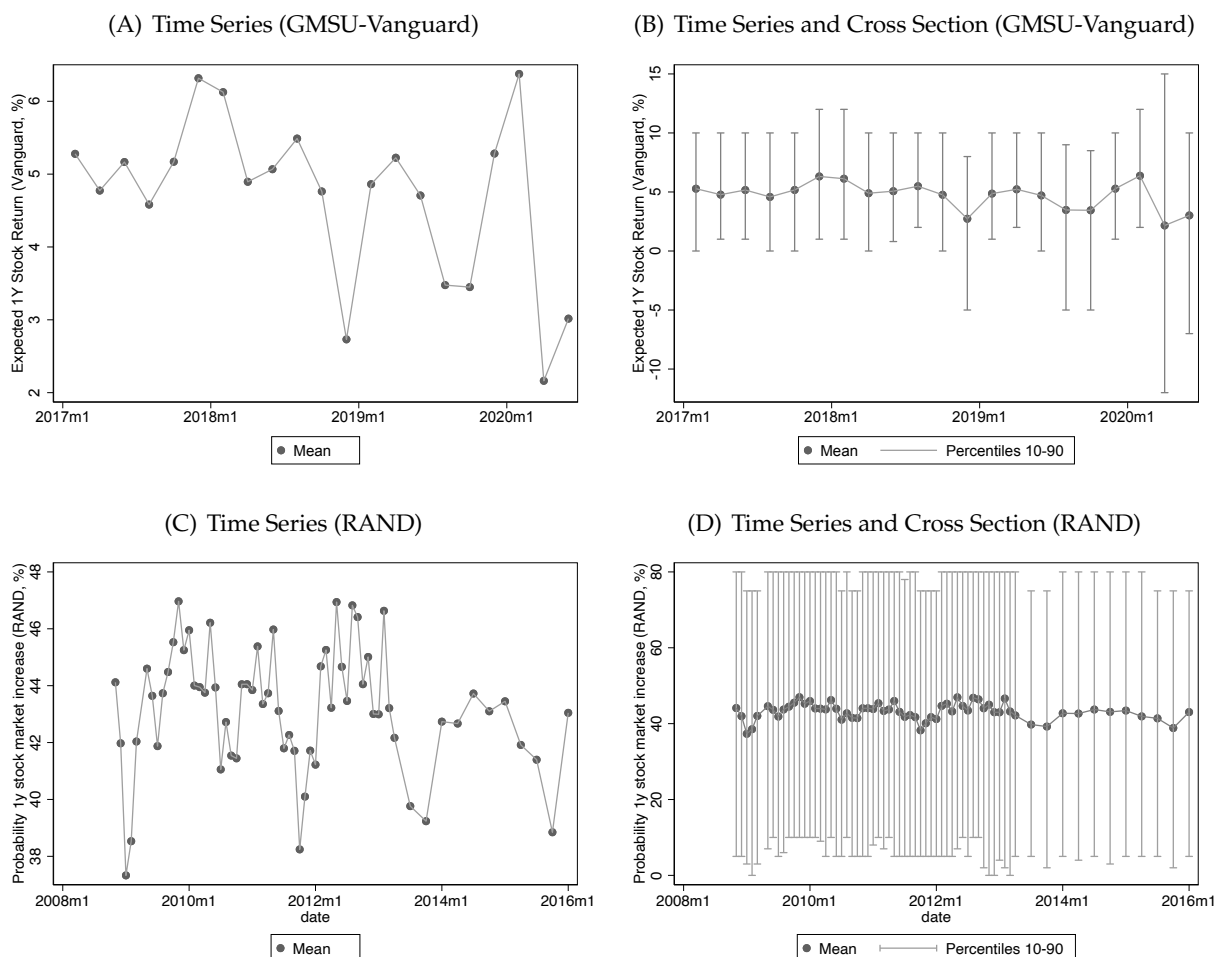 (A) Time Series (GMSU-Vanguard)
Expected 1Y Stock Return (Vanguard, %)
6
5
4
3
2
2017m1 2018m1 2019m1 2020m1
Mean
(B) Time Series and Cross Section (GMSU-Vanguard)
Expected 1Y Stock Return (Vanguard, %)
15
10
5
0
-5
-10
2017m1 2018m1 2019m1 2020m1
Mean Percentiles 10-90
(C) Time Series (RAND)
Probability 1y stock market increase (RAND, %)
48
46
44
42
40
38
2008m1 2010m1 2012m1 2014m1 2016m1
date
Mean
(D) Time Series and Cross Section (RAND)
Probability 1y stock market increase (RAND, %)
80
60
40
20
0
2008m1 2010m1 2012m1 2014m1 2016m1
date
Mean Percentiles 10-90